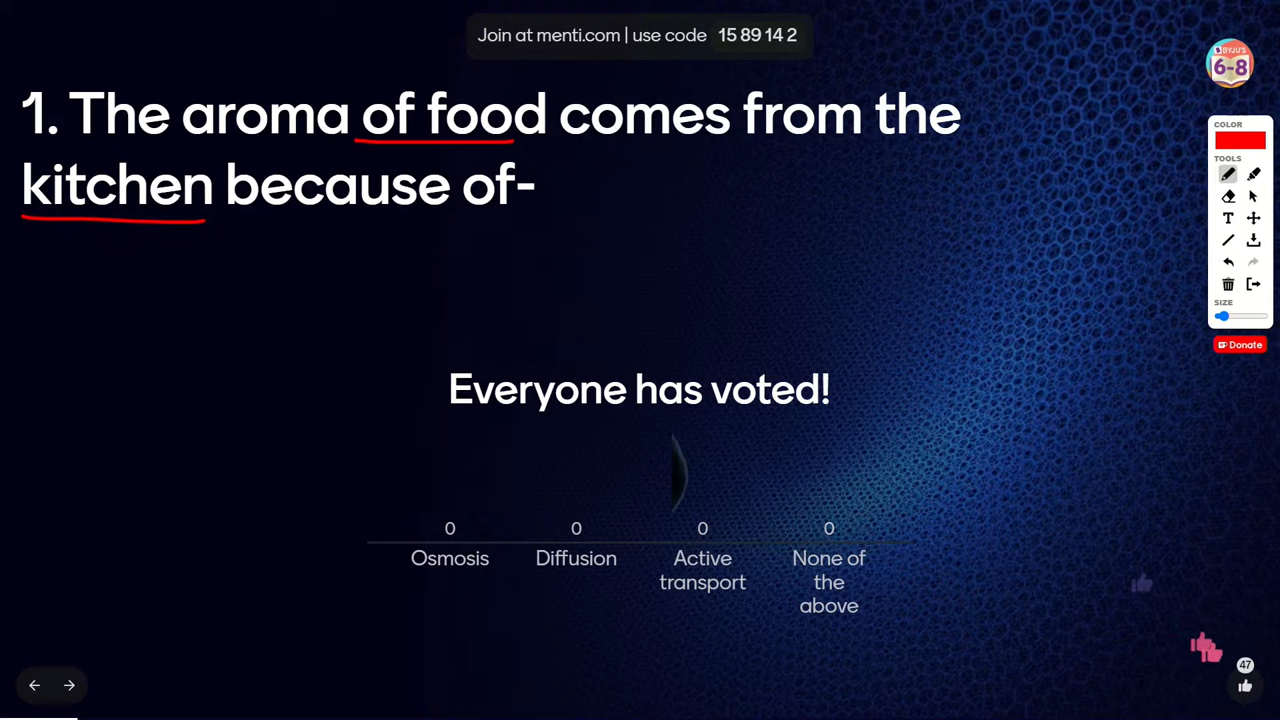 Join at menti.com | use code 15 89 14 2
BYJU'S
6-8
1. The aroma of food comes from the
kitchen because of-
COLOR
TOOLS
T
SIZE
Donate
Everyone has voted!
0 0 0 0
Osmosis Diffusion Active transport None of the above
47